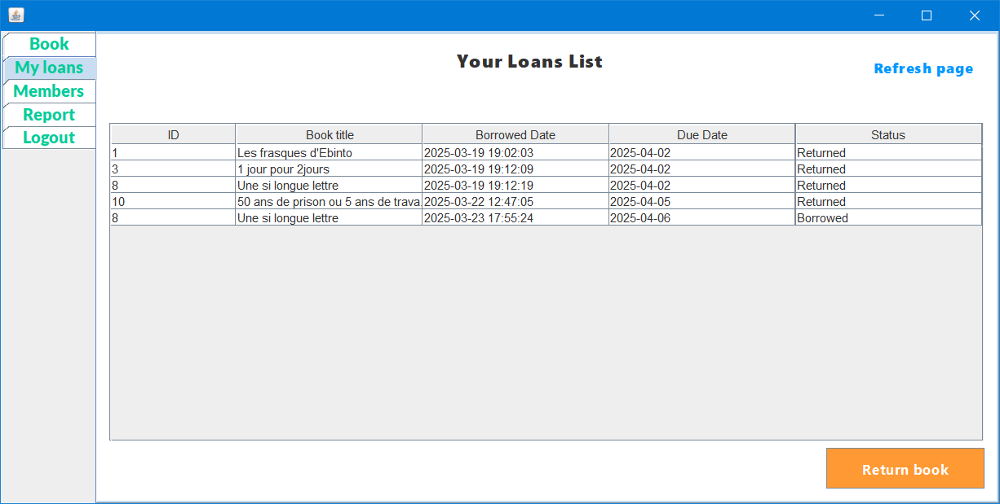 Book
My loans
Members
Report
Logout
Your Loans List
Refresh page
ID Book title Borrowed Date Due Date Status
1 Les frasques d'Ebinto 2025-03-19 19:02:03 2025-04-02 Returned
3 1 jour pour 2jours 2025-03-19 19:12:09 2025-04-02 Returned
8 Une si longue lettre 2025-03-19 19:12:19 2025-04-02 Returned
10 50 ans de prison ou 5 ans de trava. 2025-03-22 12:47:05 2025-04-05 Returned
8 Une si longue lettre 2025-03-23 17:55:24 2025-04-06 Borrowed
Return book